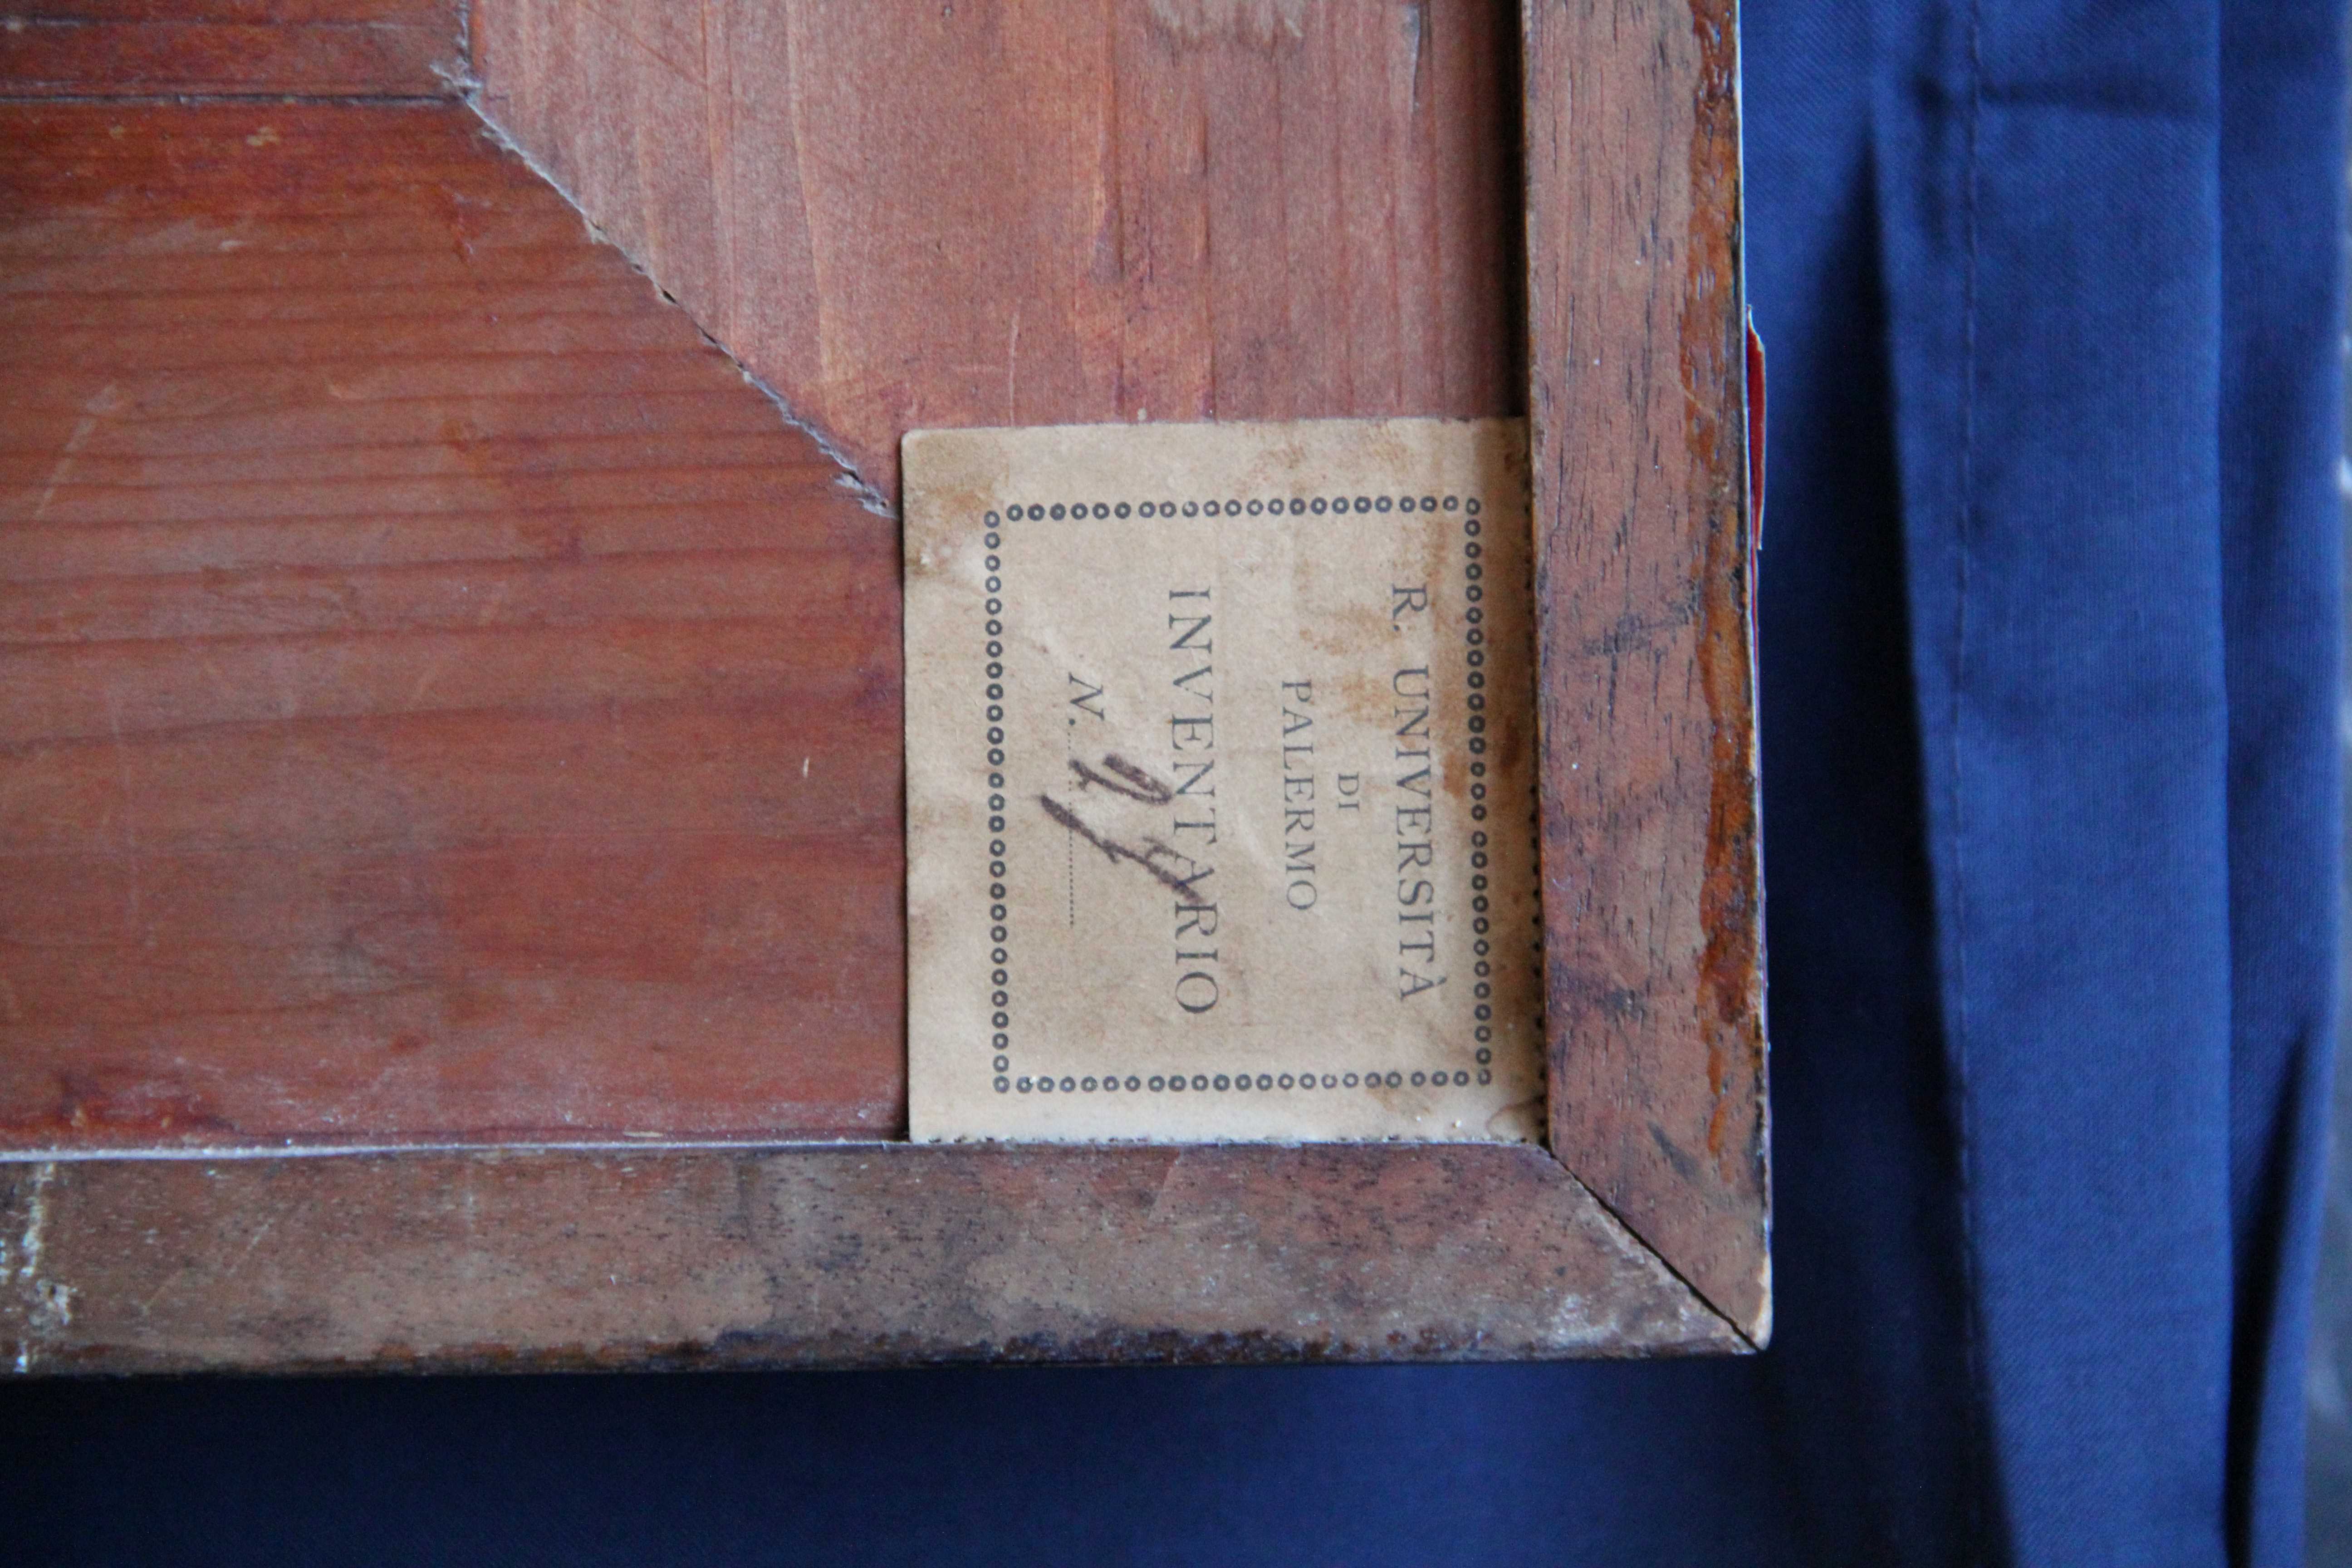 R. UNIVERSITÀ
DI
PALERMO
INVENTARIO
N.